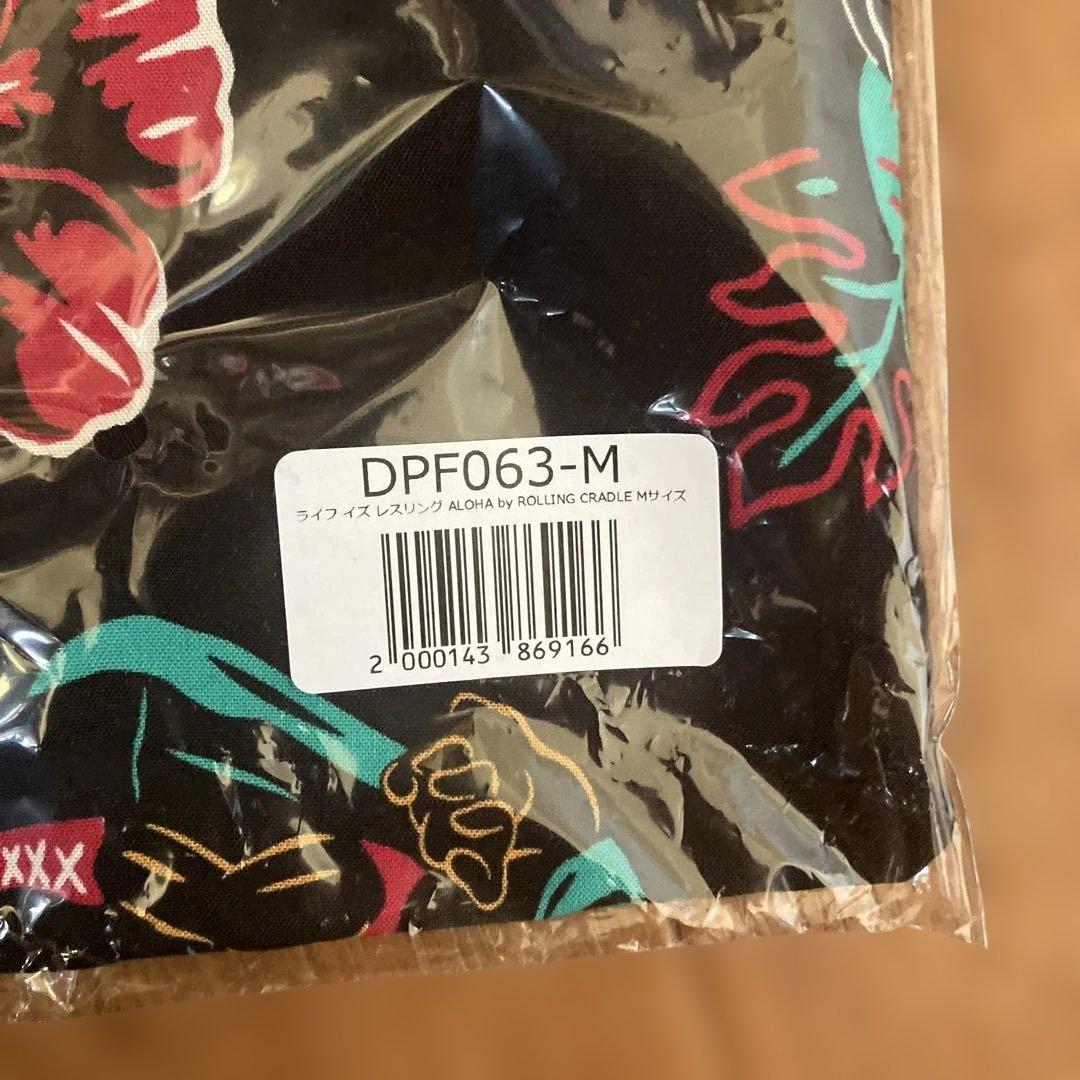 DPF063-M
ライフ イズ レスリング ALOHA by ROLLING CRADLE Mサイズ
2 000143 869166
XXX